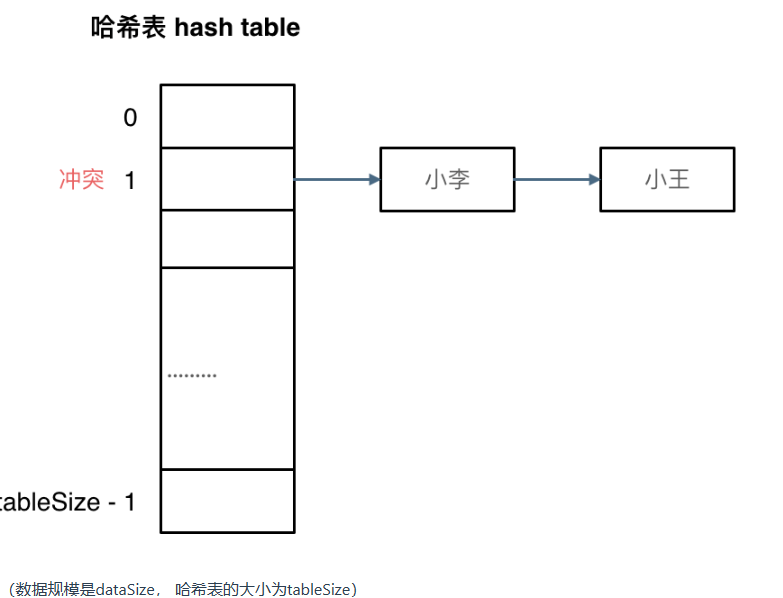 哈希表 hash table
0
冲突 1 小李 小王
.........
tableSize - 1
（数据规模是dataSize， 哈希表的大小为tableSize）